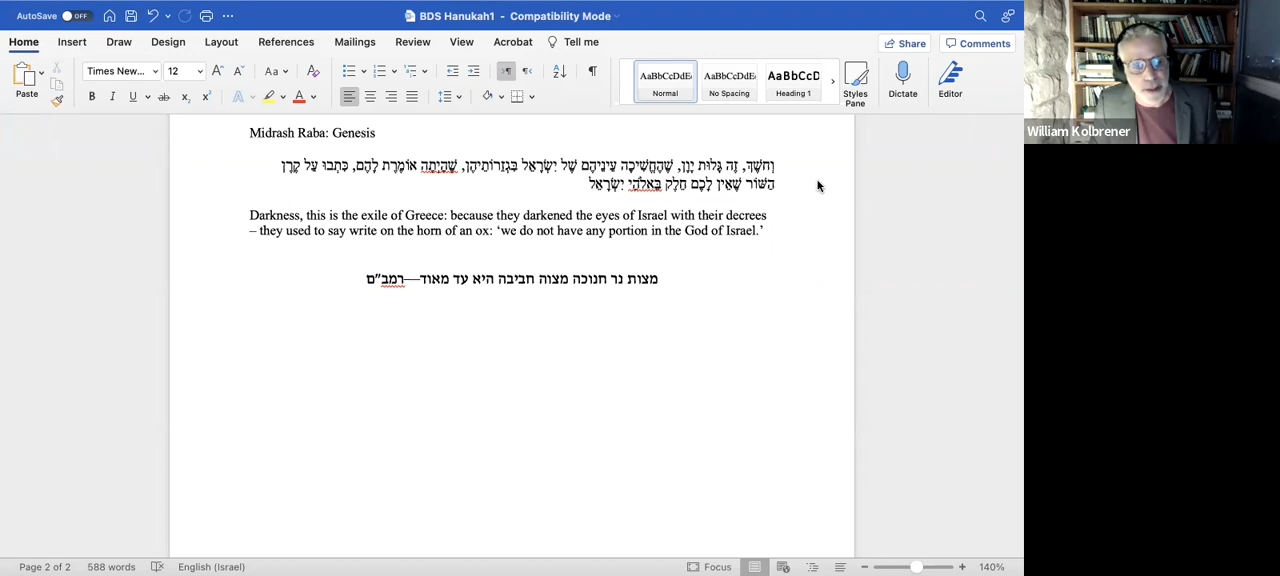 AutoSave OFF
BDS Hanukah1 - Compatibility Mode
Home Insert Draw Design Layout References Mailings Review View Acrobat Tell me
Share Comments
Paste
Times New... 12
AaBbCcDdEe AaBbCcDdEe AaBbCcD
Normal No Spacing Heading 1
Styles Pane
Dictate
Editor
William Kolbrener
Midrash Raba: Genesis
וְחֹשֶׁךְ, זֶה גָּלוּת יָוָן, שֶׁהֶחֱשִׁיכָה עֵינֵיהֶם שֶׁל יִשְׂרָאֵל בִּגְזֵרוֹתֵיהֶן, שֶׁהָיְתָה אוֹמֶרֶת לָהֶם, כִּתְבוּ עַל קֶרֶן
הַשּׁוֹר שֶׁאֵין לָכֶם חֵלֶק בֵּאלֹהֵי יִשְׂרָאֵל
Darkness, this is the exile of Greece: because they darkened the eyes of Israel with their decrees
– they used to say write on the horn of an ox: ‘we do not have any portion in the God of Israel.’
מצות נר חנוכה מצוה חביבה היא עד מאוד—רמב"ם
Page 2 of 2 588 words English (Israel) Focus 140%